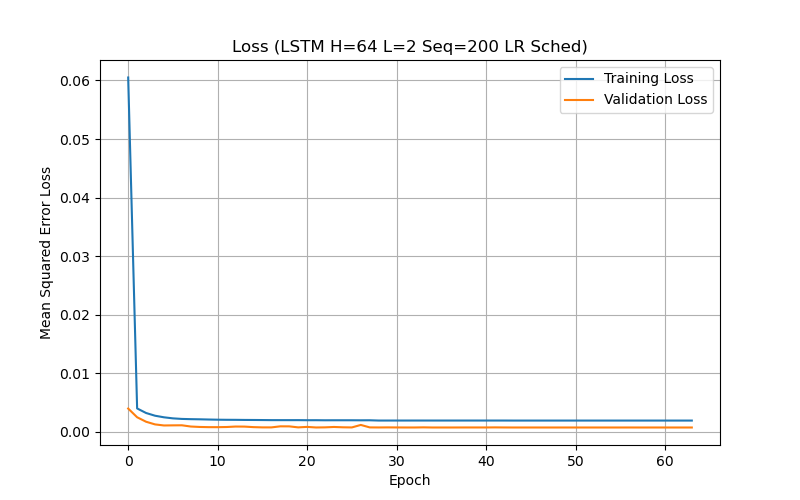 Loss (LSTM H=64 L=2 Seq=200 LR Sched)
Training Loss
Validation Loss
Mean Squared Error Loss
0.06
0.05
0.04
0.03
0.02
0.01
0.00
0 10 20 30 40 50 60
Epoch